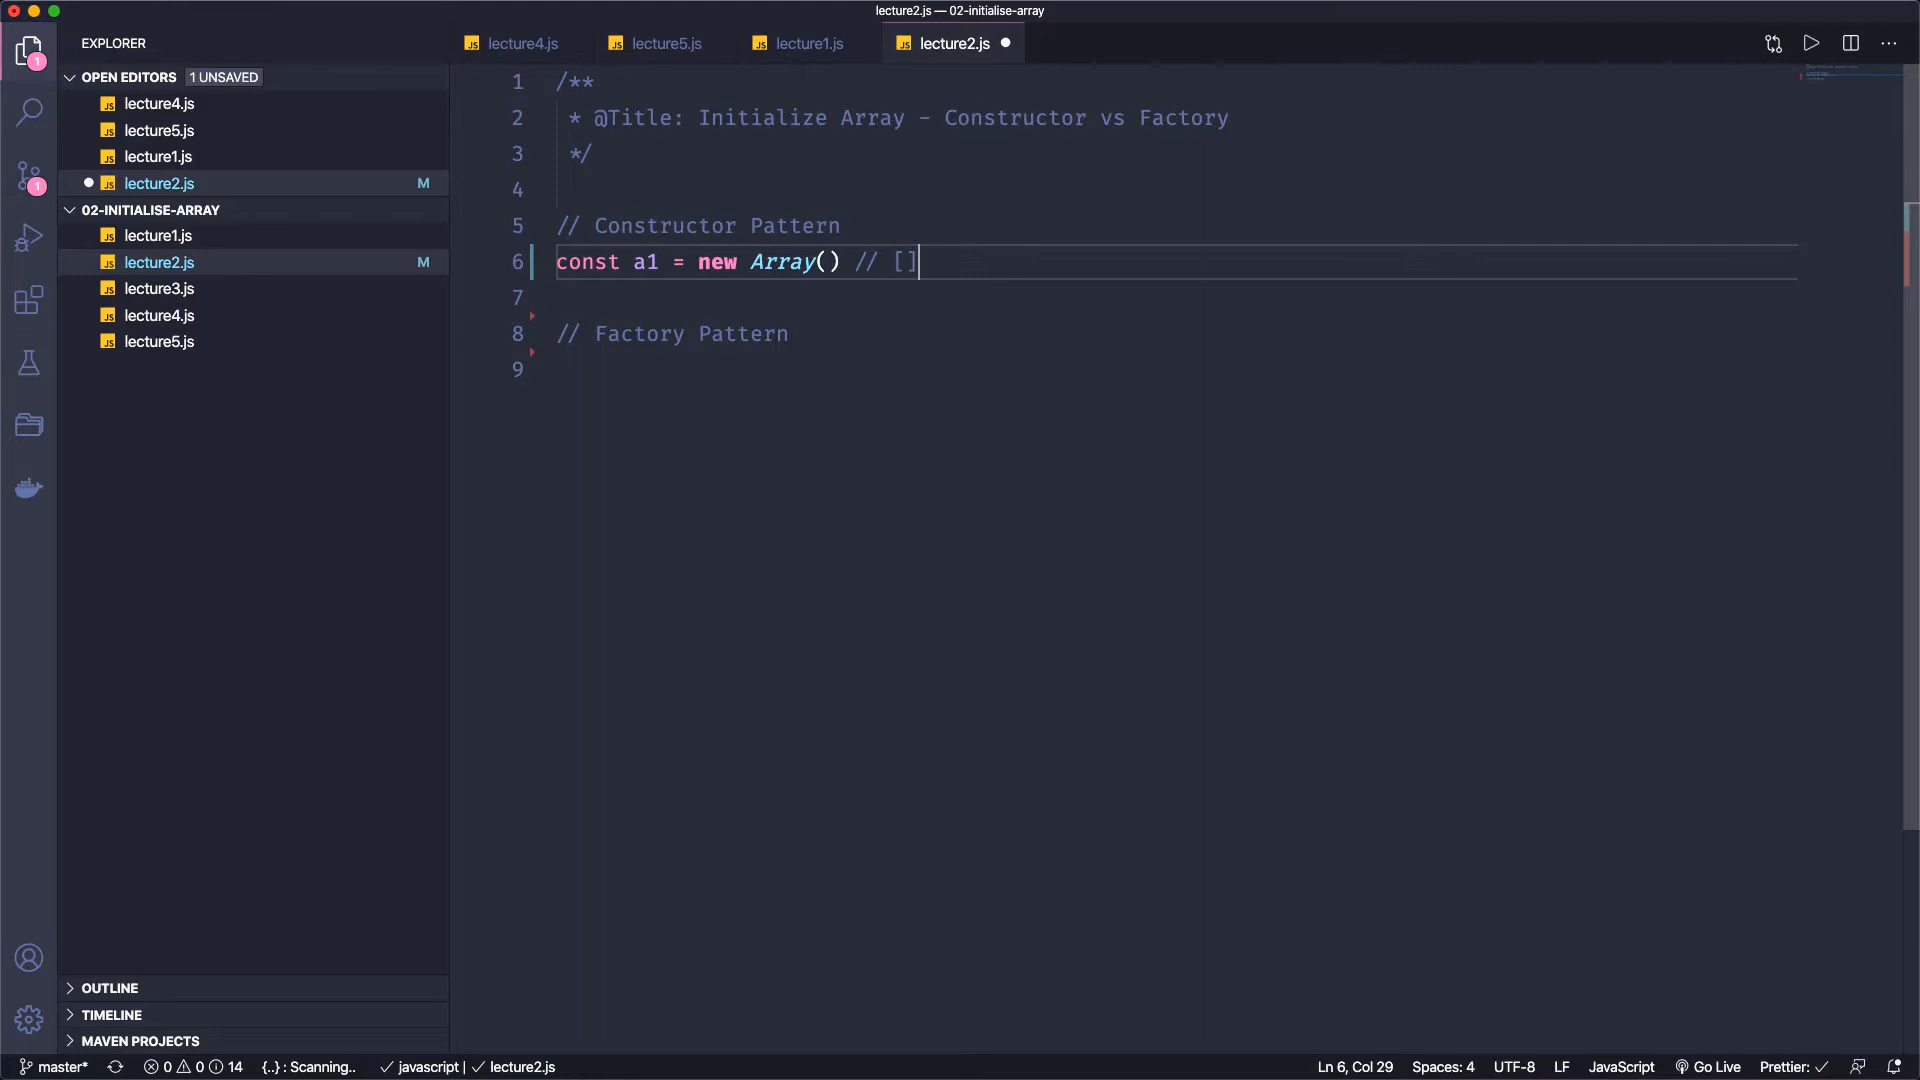 lecture2.js — 02-initialise-array
EXPLORER
lecture4.js
lecture5.js
lecture1.js
lecture2.js
OPEN EDITORS
1 UNSAVED
lecture4.js
lecture5.js
lecture1.js
lecture2.js M
02-INITIALISE-ARRAY
lecture1.js
lecture2.js M
lecture3.js
lecture4.js
lecture5.js
1
1
1 /**
2 * @Title: Initialize Array - Constructor vs Factory
3 */
4
5 // Constructor Pattern
6 const a1 = new Array() // []
7
8 // Factory Pattern
9
OUTLINE
TIMELINE
MAVEN PROJECTS
master* 0 0 14 {..} : Scanning.. javascript | lecture2.js Ln 6, Col 29 Spaces: 4 UTF-8 LF JavaScript Go Live Prettier: